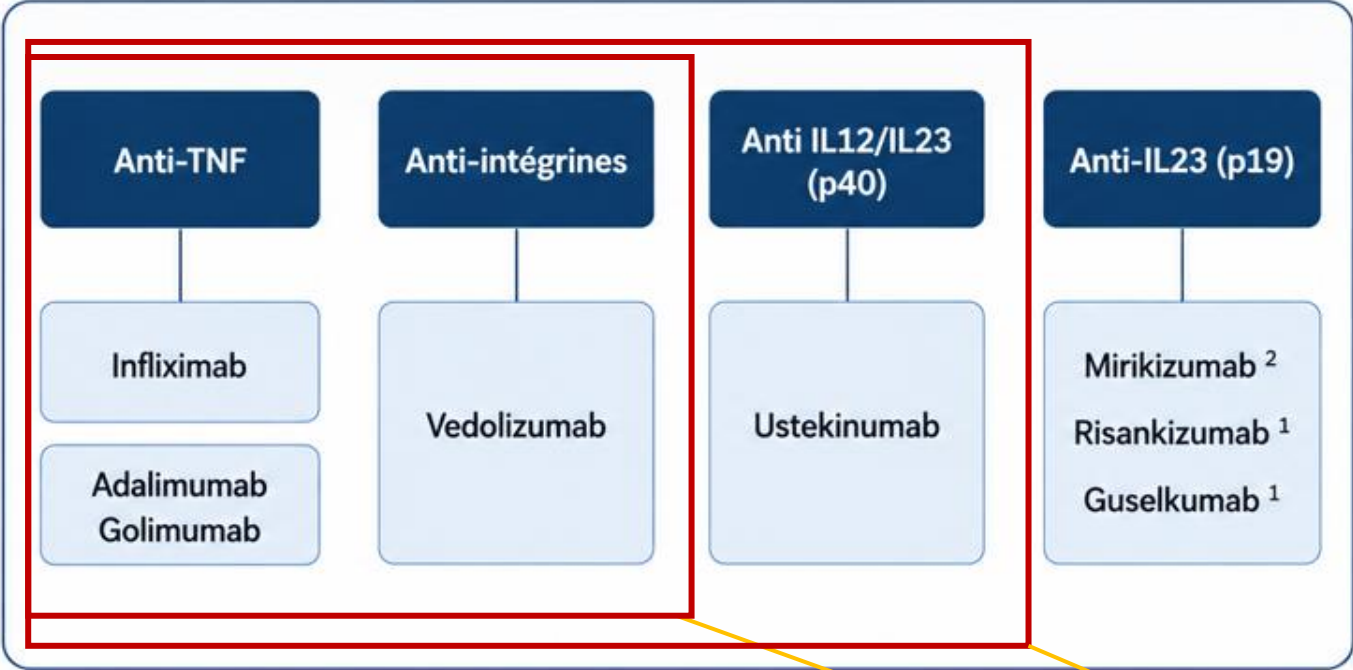 Anti-TNF
Anti-intégrines
Anti IL12/IL23
(p40)
Anti-IL23 (p19)
Infliximab
Adalimumab
Golimumab
Vedolizumab
Ustekinumab
Mirikizumab ²
Risankizumab ¹
Guselkumab ¹